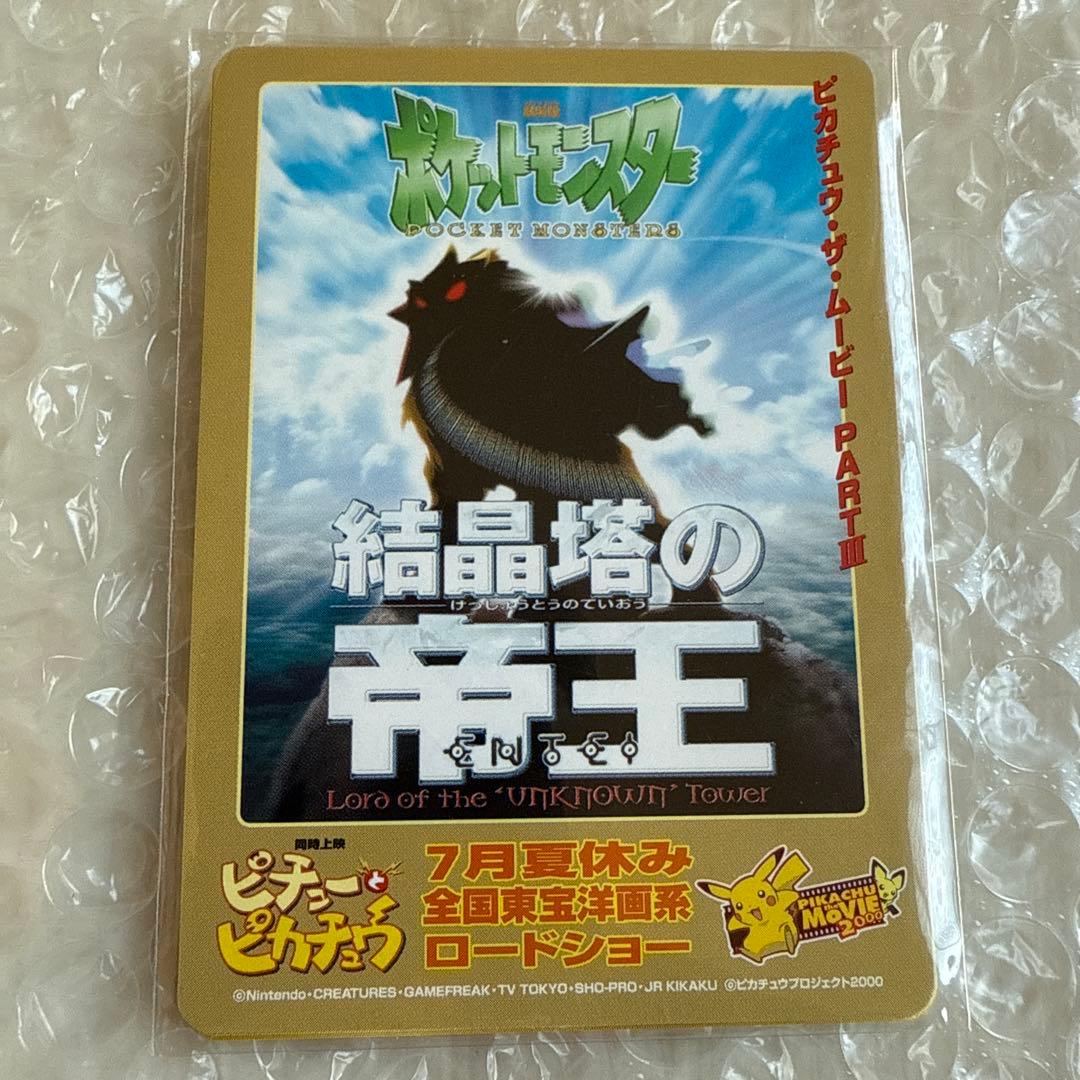 劇場版
ポケットモンスター
POCKET MONSTERS
ピカチュウ・ザ・ムービー PART III
結晶塔の
けっしょうとうのていおう
帝王
ENTEI
Lord of the "UNKNOWN" Tower
同時上映
ピチューと
ピカチュウ
7月夏休み
全国東宝洋画系
ロードショー
PIKACHU
the
MOVIE
2000
©Nintendo・CREATURES・GAMEFREAK・TV TOKYO・SHO-PRO・JR KIKAKU ©ピカチュウプロジェクト2000